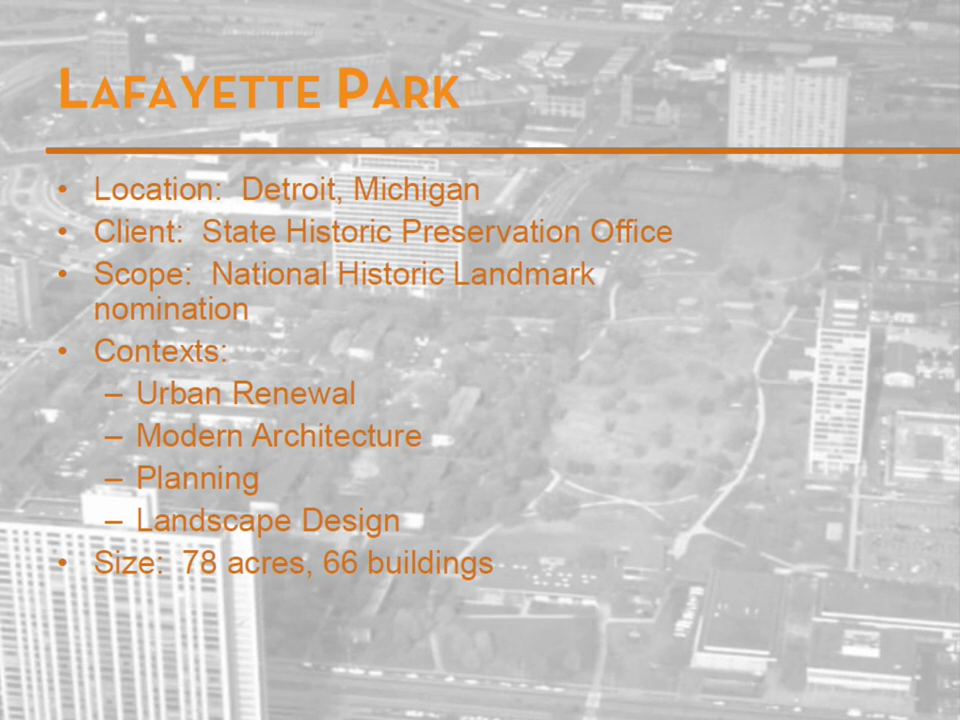 LAFAYETTE PARK
• Location: Detroit, Michigan
• Client: State Historic Preservation Office
• Scope: National Historic Landmark
nomination
• Contexts:
– Urban Renewal
– Modern Architecture
– Planning
– Landscape Design
• Size: 78 acres, 66 buildings